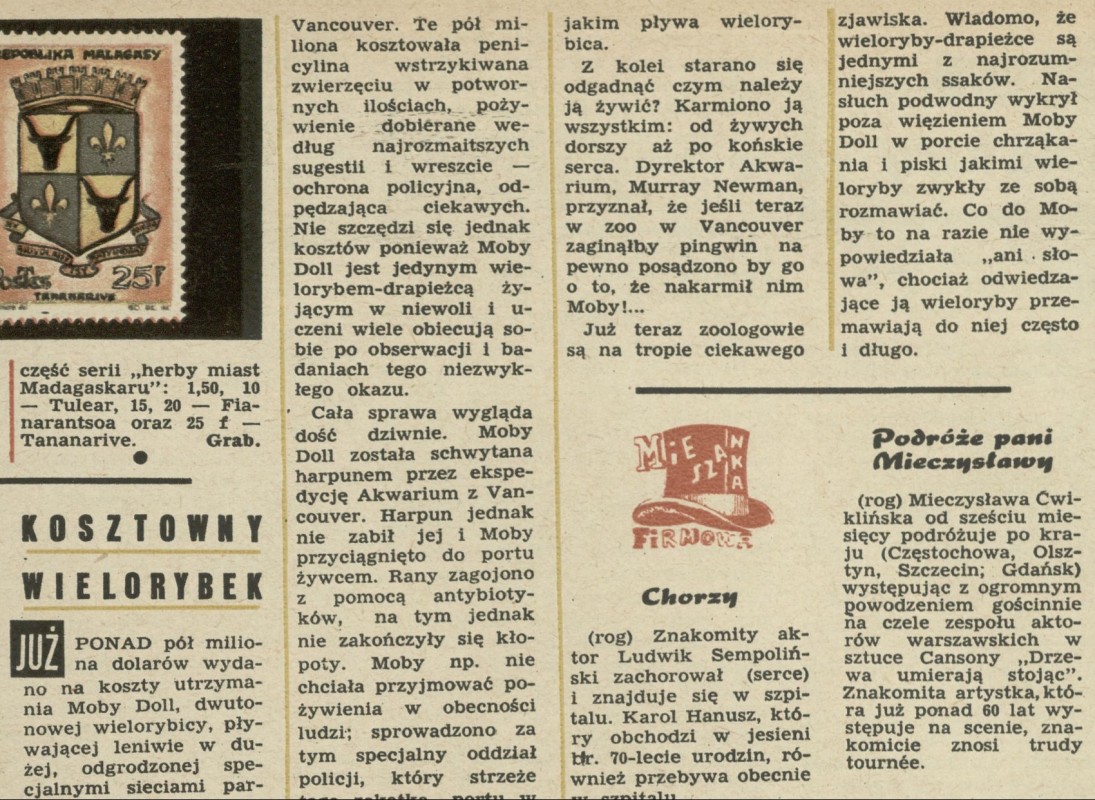 REPOBLIKA MALAGASY
25f
TANANARIVE
część serii „herby miast
Madagaskaru": 1,50, 10
— Tulear, 15, 20 — Fia-
narantsoa oraz 25 f —
Tananarive. Grab.
KOSZTOWNY
WIELORYBEK
JUŻ PONAD pół milio-
na dolarów wyda-
no na koszty utrzyma-
nia Moby Doll, dwuto-
nowej wielorybicy, pły-
wającej leniwie w du-
żej, odgrodzonej spe-
cjalnymi sieciami par-
Vancouver. Te pół mi-
liona kosztowała peni-
cylina wstrzykiwana
zwierzęciu w potwor-
nych ilościach, poży-
wienie dobierane we-
dług najrozmaitszych
sugestii i wreszcie —
ochrona policyjna, od-
pędzająca ciekawych.
Nie szczędzi się jednak
kosztów ponieważ Moby
Doll jest jedynym wie-
lorybem-drapieżcą ży-
jącym w niewoli i u-
czeni wiele obiecują so-
bie po obserwacji i ba-
daniach tego niezwyk-
łego okazu.
Cała sprawa wygląda
dość dziwnie. Moby
Doll została schwytana
harpunem przez ekspe-
dycję Akwarium z Van-
couver. Harpun jednak
nie zabił jej i Moby
przyciągnięto do portu
żywcem. Rany zagojono
z pomocą antybioty-
ków, na tym jednak
nie zakończyły się kło-
poty. Moby np. nie
chciała przyjmować po-
żywienia w obecności
ludzi; sprowadzono za
tym specjalny oddział
policji, który strzeże
tego zakątka portu w
jakim pływa wielory-
bica.
Z kolei starano się
odgadnąć czym należy
ją żywić? Karmiono ją
wszystkim: od żywych
dorszy aż po końskie
serca. Dyrektor Akwa-
rium, Murray Newman,
przyznał, że jeśli teraz
w zoo w Vancouver
zaginąłby pingwin na
pewno posądzono by go
o to, że nakarmił nim
Moby!...
Już teraz zoologowie
są na tropie ciekawego
zjawiska. Wiadomo, że
wieloryby-drapieżce są
jednymi z najrozum-
niejszych ssaków. Na-
słuch podwodny wykrył
poza więzieniem Moby
Doll w porcie chrząka-
nia i piski jakimi wie-
loryby zwykły ze sobą
rozmawiać. Co do Mo-
by to na razie nie wy-
powiedziała „ani sło-
wa", chociaż odwiedza-
jące ją wieloryby prze-
mawiają do niej często
i długo.
MIESZANKA
FIRMOWA
Chorzy
(rog) Znakomity ak-
tor Ludwik Sempoliń-
ski zachorował (serce)
i znajduje się w szpi-
talu. Karol Hanusz, któ-
ry obchodzi w jesieni
br. 70-lecie urodzin, ró-
wnież przebywa obecnie
w szpitalu.
Podróże pani
Mieczysławy
(rog) Mieczysława Ćwi-
klińska od sześciu mie-
sięcy podróżuje po kra-
ju (Częstochowa, Olsz-
tyn, Szczecin; Gdańsk)
występując z ogromnym
powodzeniem gościnnie
na czele zespołu akto-
rów warszawskich w
sztuce Cansony „Drze-
wa umierają stojąc".
Znakomita artystka, któ-
ra już ponad 60 lat wy-
stępuje na scenie, zna-
komicie znosi trudy
tournée.